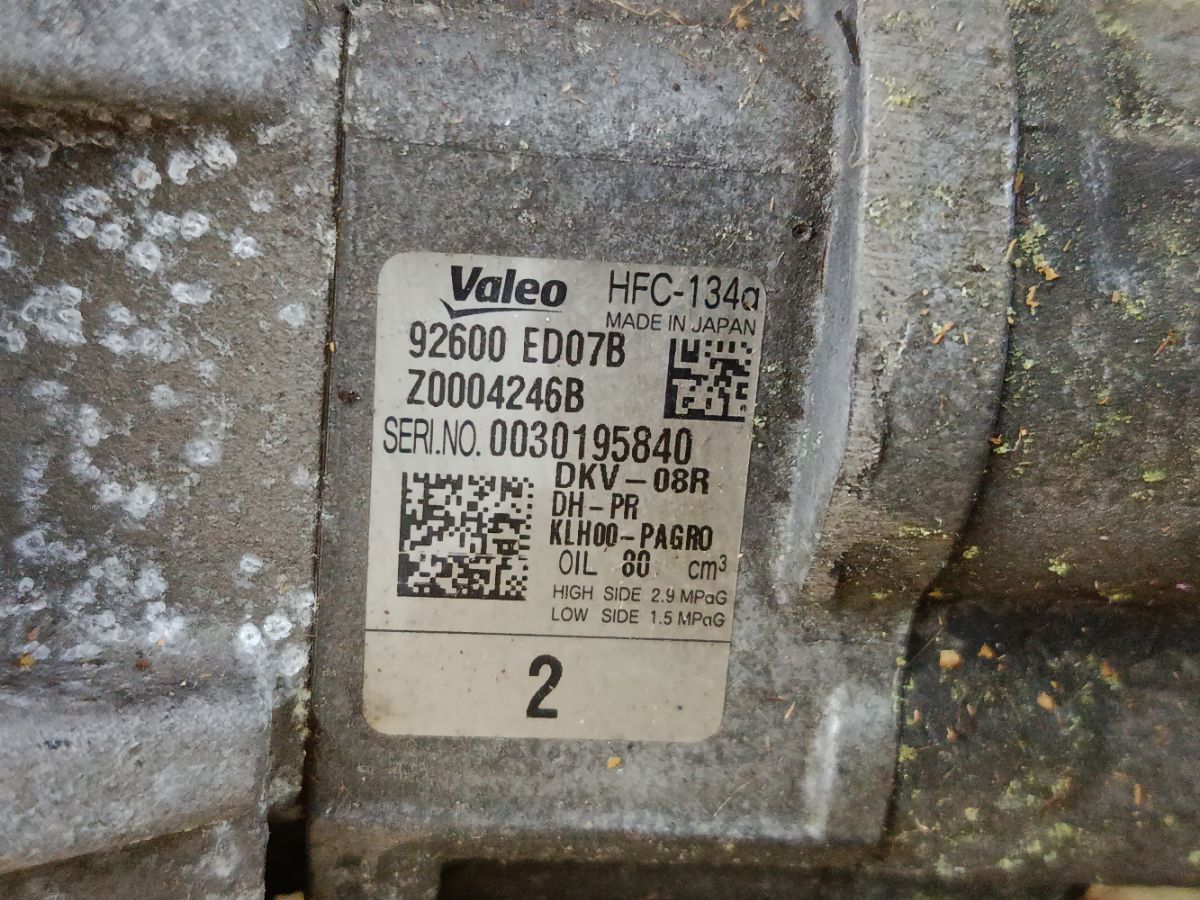 Valeo HFC-134a
MADE IN JAPAN
92600 ED07B
Z0004246B
SERI.NO. 0030195840
DKV-08R
DH-PR
KLH00-PAGRO
OIL 80 cm³
HIGH SIDE 2.9 MPaG
LOW SIDE 1.5 MPaG
2